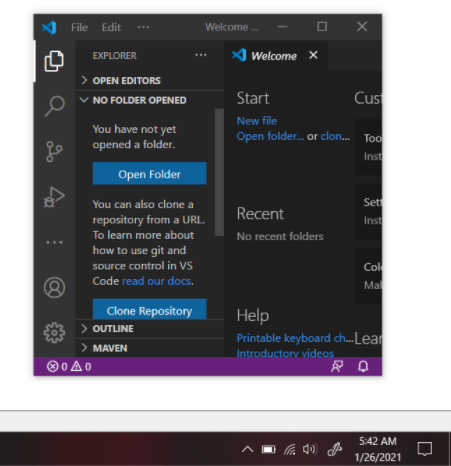 File Edit ··· Welcome ...
EXPLORER ···
Welcome
OPEN EDITORS
NO FOLDER OPENED
You have not yet
opened a folder.
Open Folder
You can also clone a
repository from a URL.
To learn more about
how to use git and
source control in VS
Code read our docs.
Clone Repository
OUTLINE
MAVEN
Start
New file
Open folder... or clon...
Recent
No recent folders
Help
Printable keyboard ch...
Introductory videos
Cust
Too
Inst
Sett
Inst
Colo
Mak
Lear
0 0
5:42 AM
1/26/2021